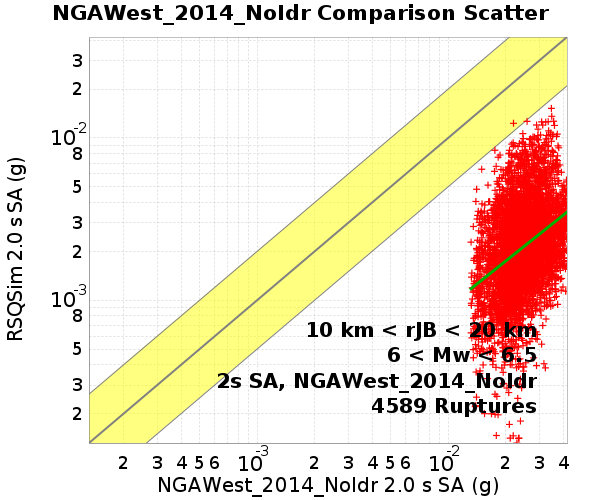 NGAWest_2014_NoIdr Comparison Scatter
RSQSim 2.0 s SA (g)
3
2
10-2
8
5
3
2
10-3
8
5
3
2
10 km < rJB < 20 km
6 < Mw < 6.5
2s SA, NGAWest_2014_NoIdr
4589 Ruptures
2 3 4 5 6 10-3 2 3 4 5 6 10-2 2 3 4
NGAWest_2014_NoIdr 2.0 s SA (g)